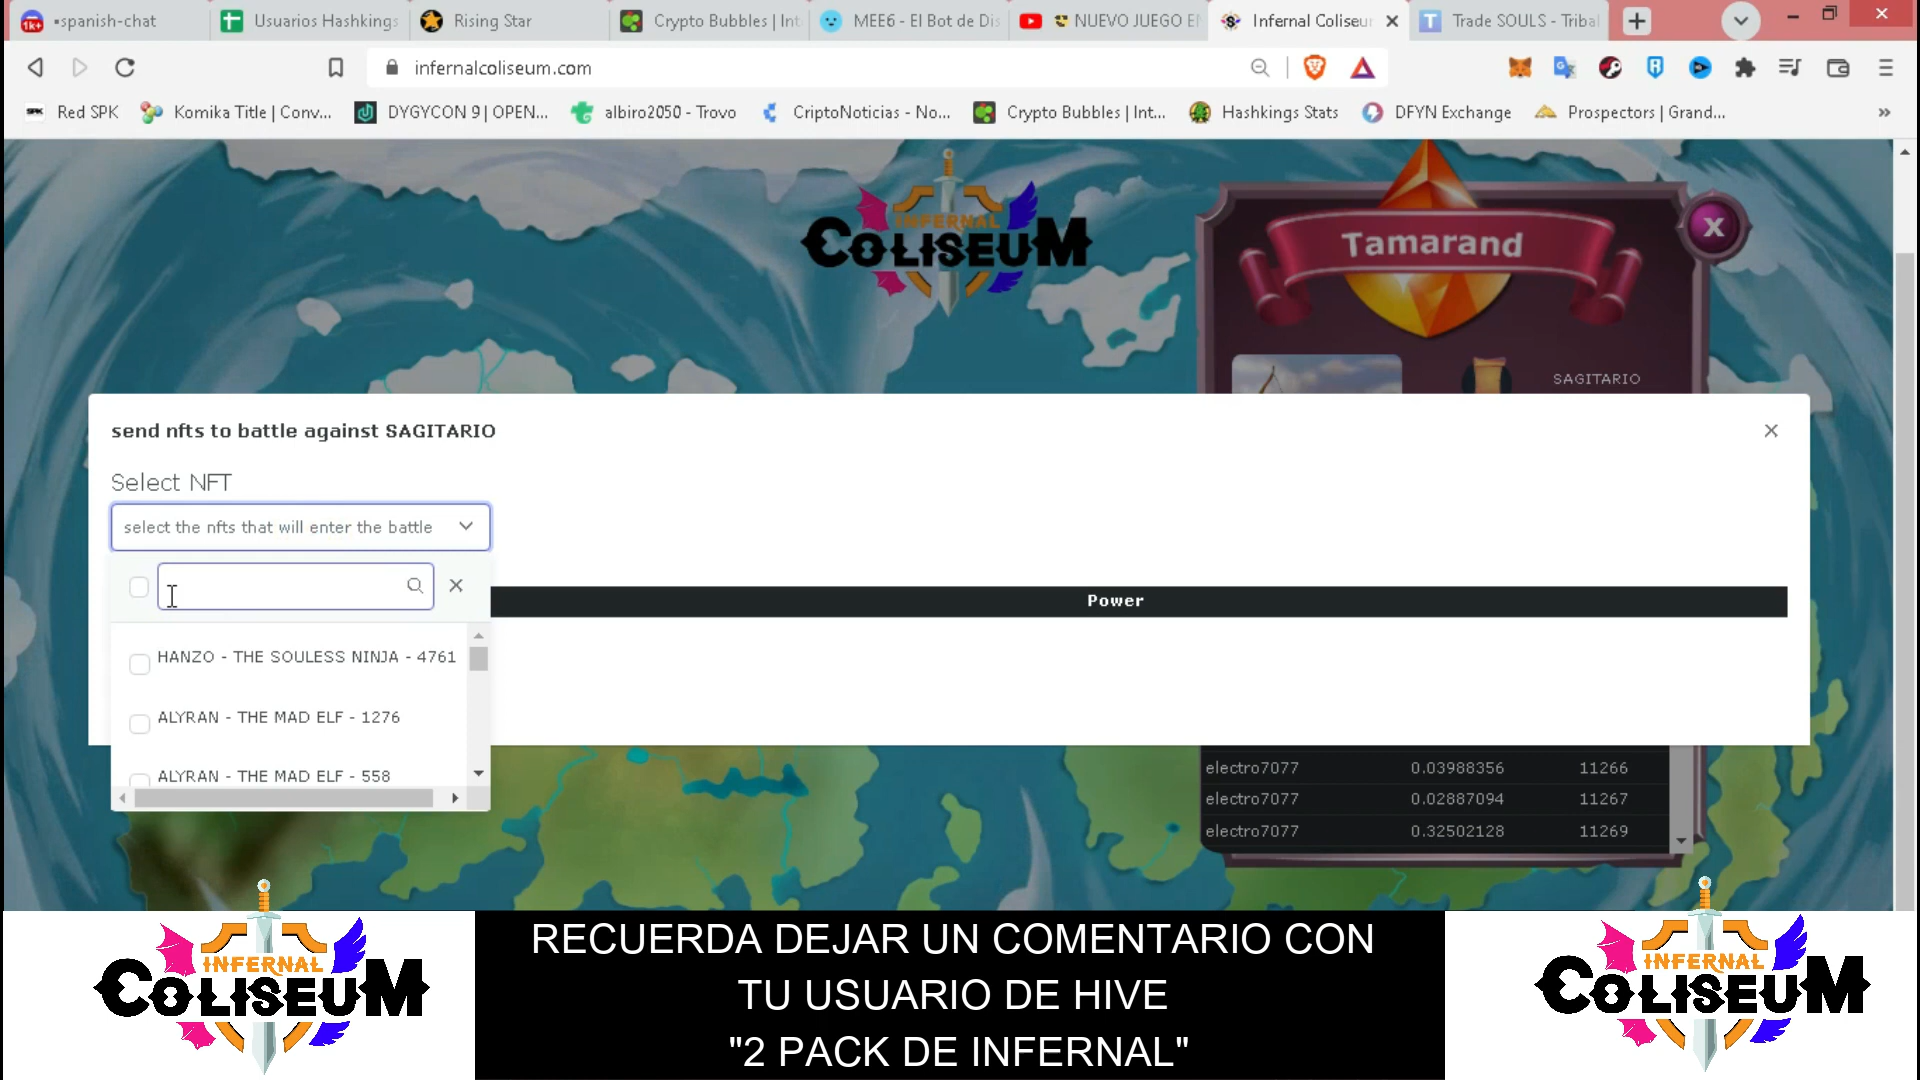 •spanish-chat
Usuarios Hashkings
Rising Star
Crypto Bubbles | Int
MEE6 - El Bot de Dis
NUEVO JUEGO EN
Infernal Coliseum
Trade SOULS - Tribal
infernalcoliseum.com
Red SPK
Komika Title | Conv...
DYGYCON 9 | OPEN...
albiro2050 - Trovo
CriptoNoticias - No...
Crypto Bubbles | Int...
Hashkings Stats
DFYN Exchange
Prospectors | Grand...
INFERNAL
COLISEUM
Tamarand
X
SAGITARIO
send nfts to battle against SAGITARIO
Select NFT
select the nfts that will enter the battle
Power
HANZO - THE SOULESS NINJA - 4761
ALYRAN - THE MAD ELF - 1276
ALYRAN - THE MAD ELF - 558
electro7077 0.03988356 11266
electro7077 0.02887094 11267
electro7077 0.32502128 11269
INFERNAL
COLISEUM
RECUERDA DEJAR UN COMENTARIO CON
TU USUARIO DE HIVE
"2 PACK DE INFERNAL"
INFERNAL
COLISEUM